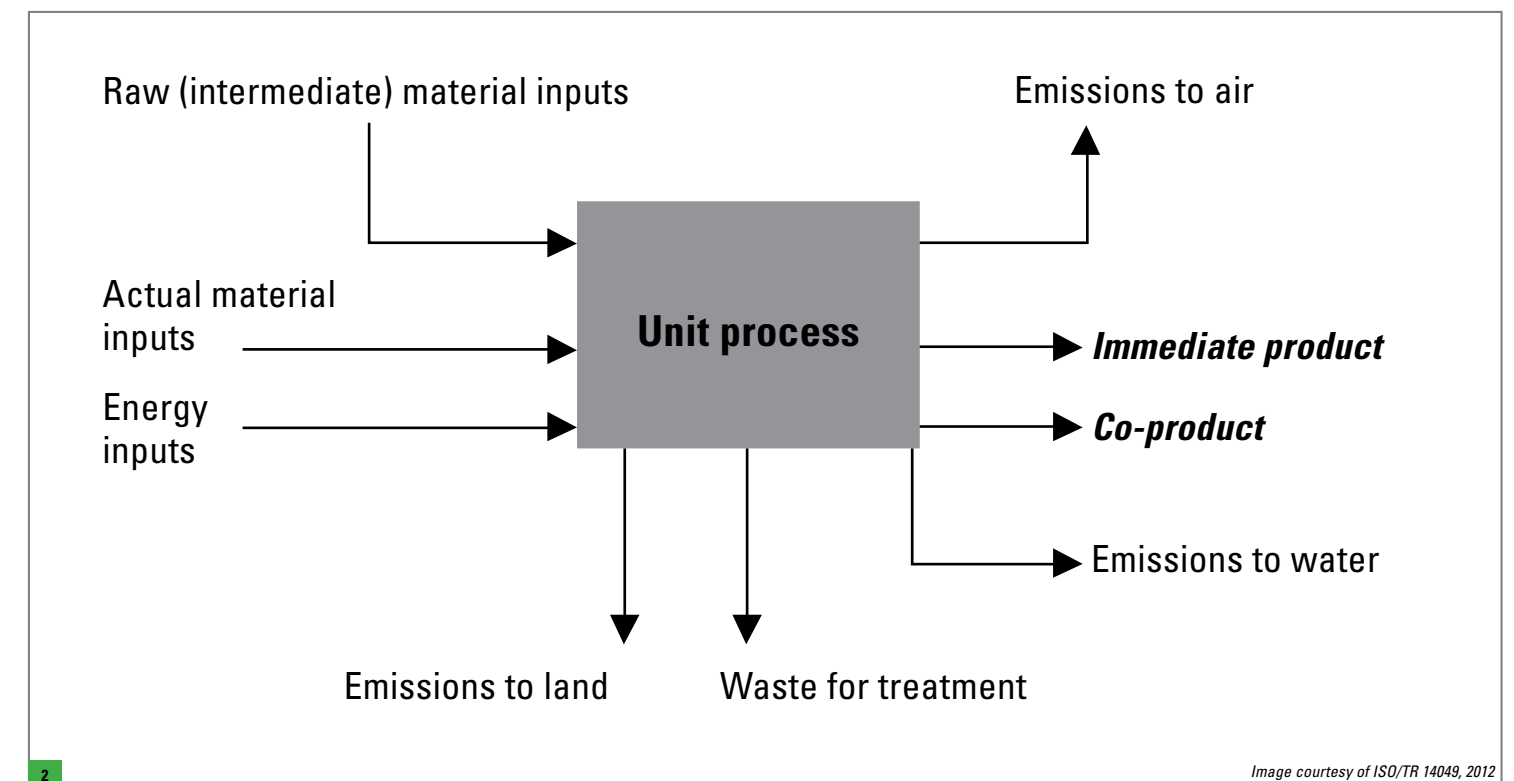 Raw (intermediate) material inputs
Emissions to air
Actual material
inputs
Unit process
Immediate product
Energy
inputs
Co-product
Emissions to water
Emissions to land
Waste for treatment
2
Image courtesy of ISO/TR 14049, 2012